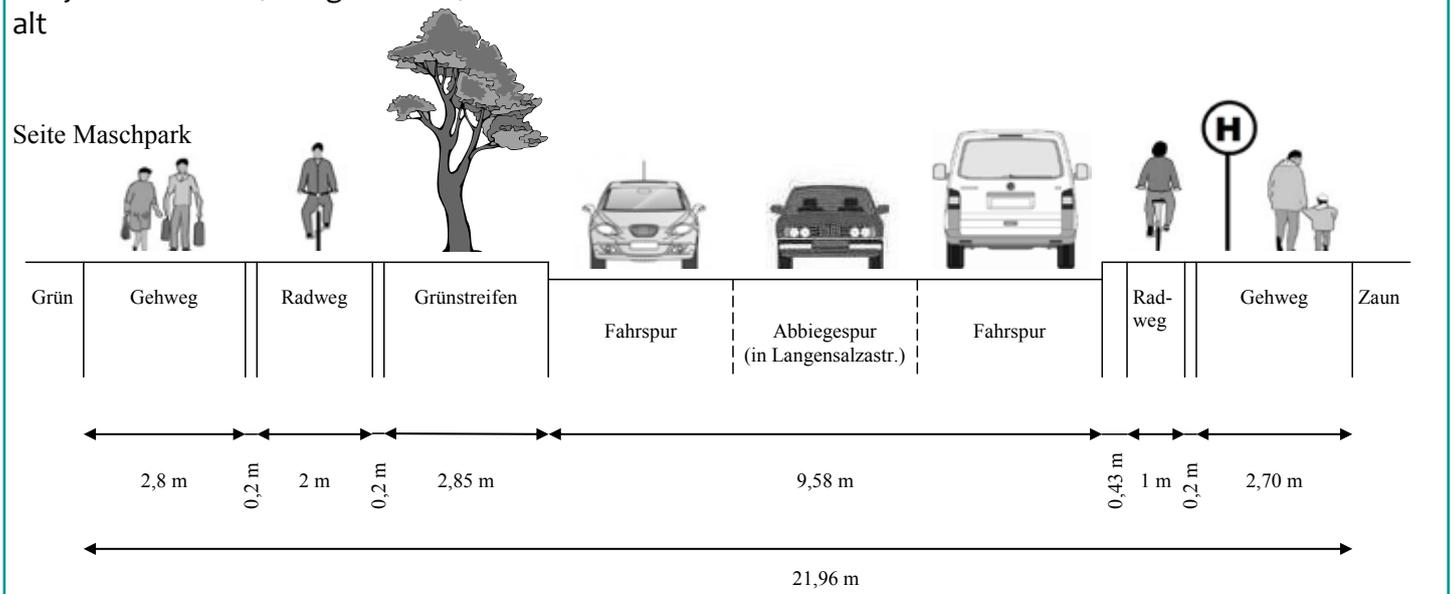 alt
Seite Maschpark
H
Grün
Gehweg
Radweg
Grünstreifen
Fahrspur
Abbiegespur
(in Langensalzastr.)
Fahrspur
Rad-
weg
Gehweg
Zaun
2,8 m
0,2 m
2 m
0,2 m
2,85 m
9,58 m
0,43 m
1 m
0,2 m
2,70 m
21,96 m